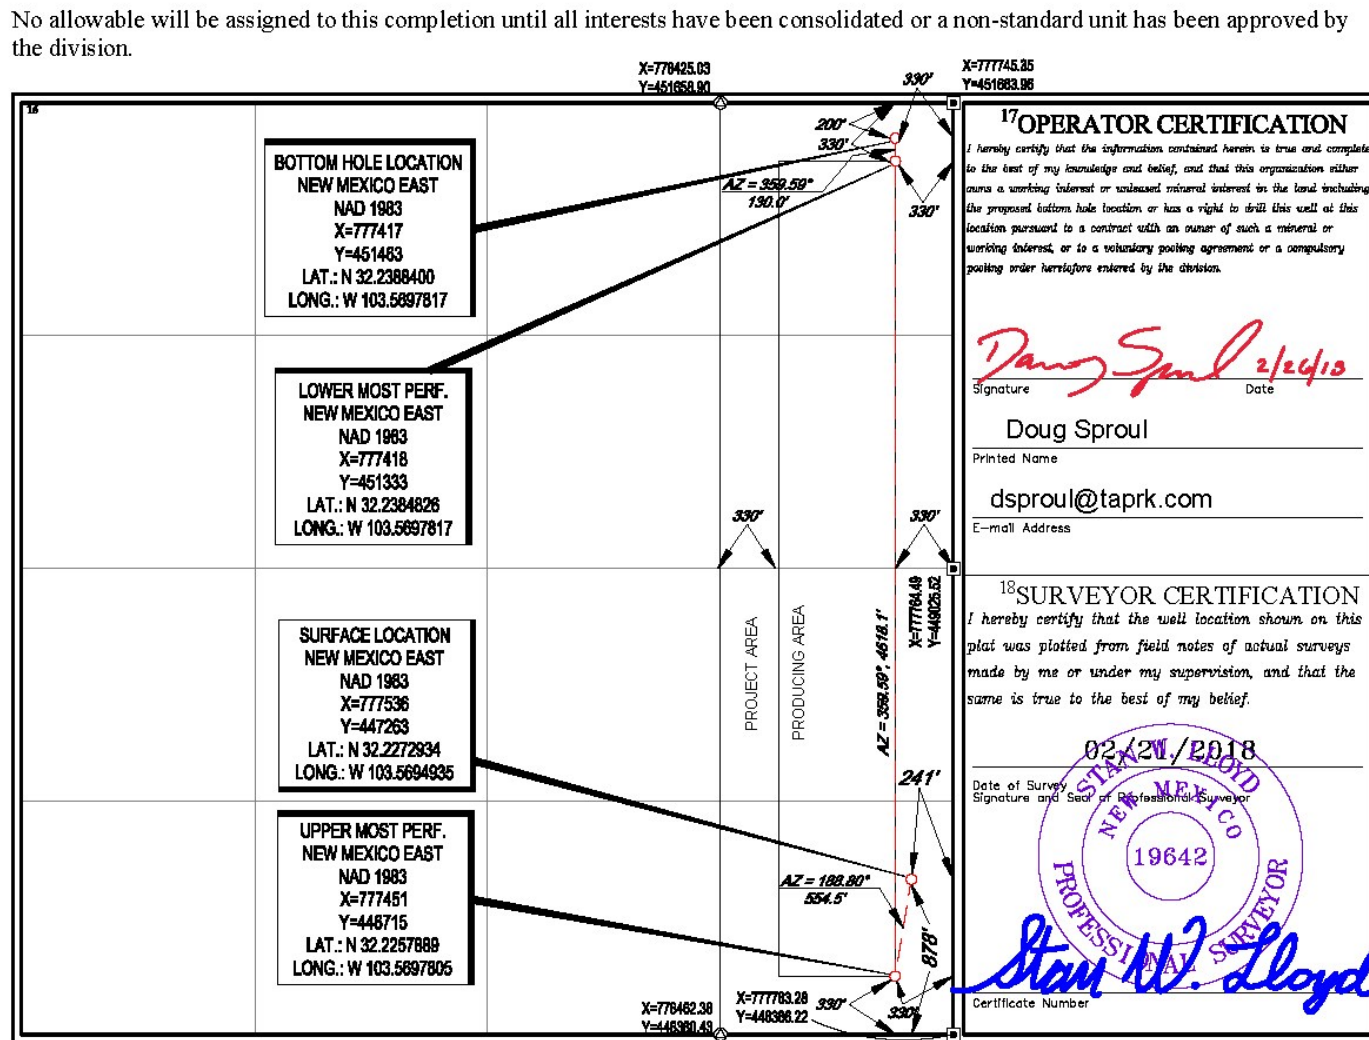 No allowable will be assigned to this completion until all interests have been consolidated or a non-standard unit has been approved by
the division.
X=776425.03
Y=451658.90
X=777745.35
Y=451663.96
16
330'
200'
330'
330'
AZ = 359.59°
130.0'
BOTTOM HOLE LOCATION
NEW MEXICO EAST
NAD 1983
X=777417
Y=451463
LAT.: N 32.2388400
LONG.: W 103.5697817
LOWER MOST PERF.
NEW MEXICO EAST
NAD 1983
X=777418
Y=451333
LAT.: N 32.2384826
LONG.: W 103.5697817
330'
330'
X=777764.49
Y=449025.52
PROJECT AREA
PRODUCING AREA
AZ = 359.59°, 4618.1'
SURFACE LOCATION
NEW MEXICO EAST
NAD 1983
X=777536
Y=447263
LAT.: N 32.2272934
LONG.: W 103.5694935
241'
UPPER MOST PERF.
NEW MEXICO EAST
NAD 1983
X=777451
Y=446715
LAT.: N 32.2257889
LONG.: W 103.5697805
AZ = 188.80°
554.5'
878'
X=776462.38
Y=446380.43
X=777783.28
Y=446386.22
330'
330'
17 OPERATOR CERTIFICATION
I hereby certify that the information contained herein is true and complete
to the best of my knowledge and belief, and that this organization either
owns a working interest or unleased mineral interest in the land including
the proposed bottom hole location or has a right to drill this well at this
location pursuant to a contract with an owner of such a mineral or
working interest, or to a voluntary pooling agreement or a compulsory
pooling order heretofore entered by the division.
2/26/13
Signature Date
Doug Sproul
Printed Name
dsproul@taprk.com
E-mail Address
18 SURVEYOR CERTIFICATION
I hereby certify that the well location shown on this
plat was plotted from field notes of actual surveys
made by me or under my supervision, and that the
same is true to the best of my belief.
02/21/2018
Date of Survey
Signature and Seal of Professional Surveyor
STAN W. LLOYD
NEW MEXICO
19642
PROFESSIONAL SURVEYOR
Stan W. Lloyd
Certificate Number